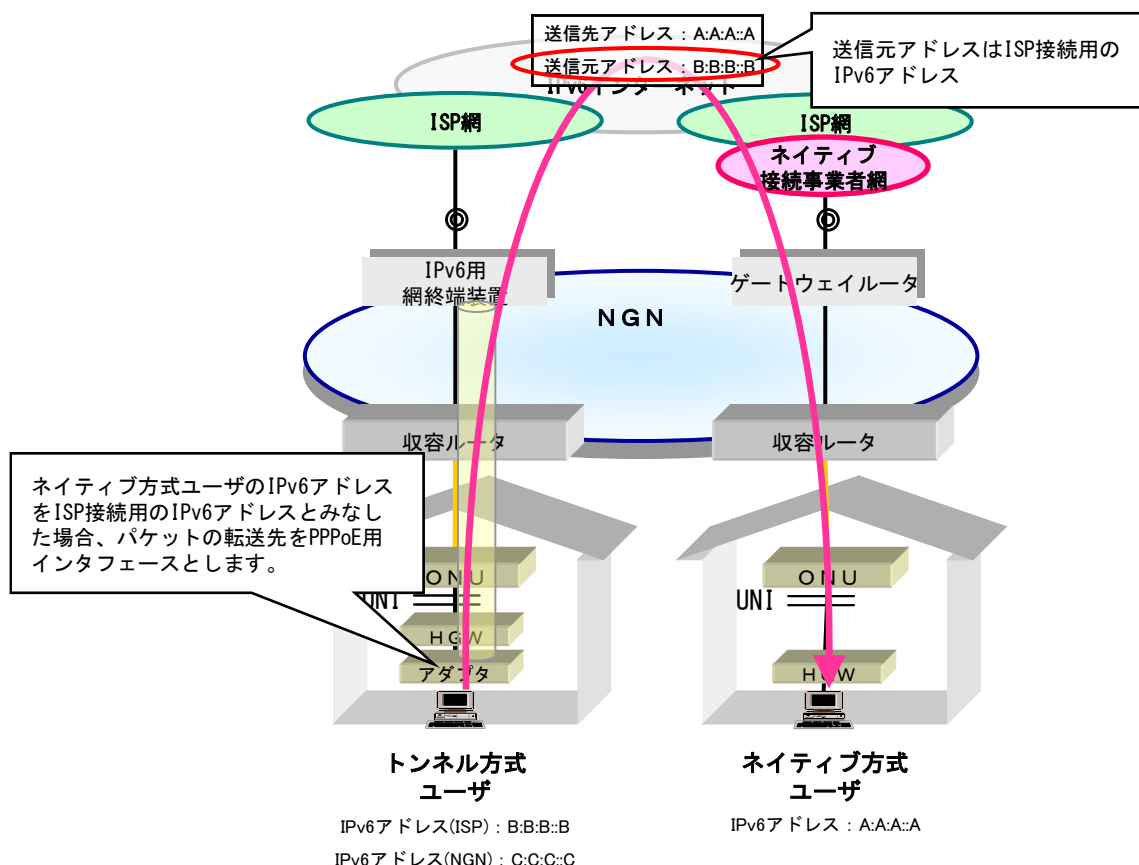 送信先アドレス：A:A:A::A
送信元アドレス：B:B:B::B
送信元アドレスはISP接続用の
IPv6アドレス
IPv6インターネット
ISP網
ISP網
ネイティブ
接続事業者網
IPv6用
網終端装置
ゲートウェイルータ
NGN
収容ルータ
収容ルータ
ネイティブ方式ユーザのIPv6アドレス
をISP接続用のIPv6アドレスとみなし
た場合、パケットの転送先をPPPoE用
インタフェースとします。
ONU
UNI
HGW
アダプタ
ONU
UNI
HGW
トンネル方式
ユーザ
ネイティブ方式
ユーザ
IPv6アドレス(ISP)：B:B:B::B
IPv6アドレス：A:A:A::A
IPv6アドレス(NGN)：C:C:C::C